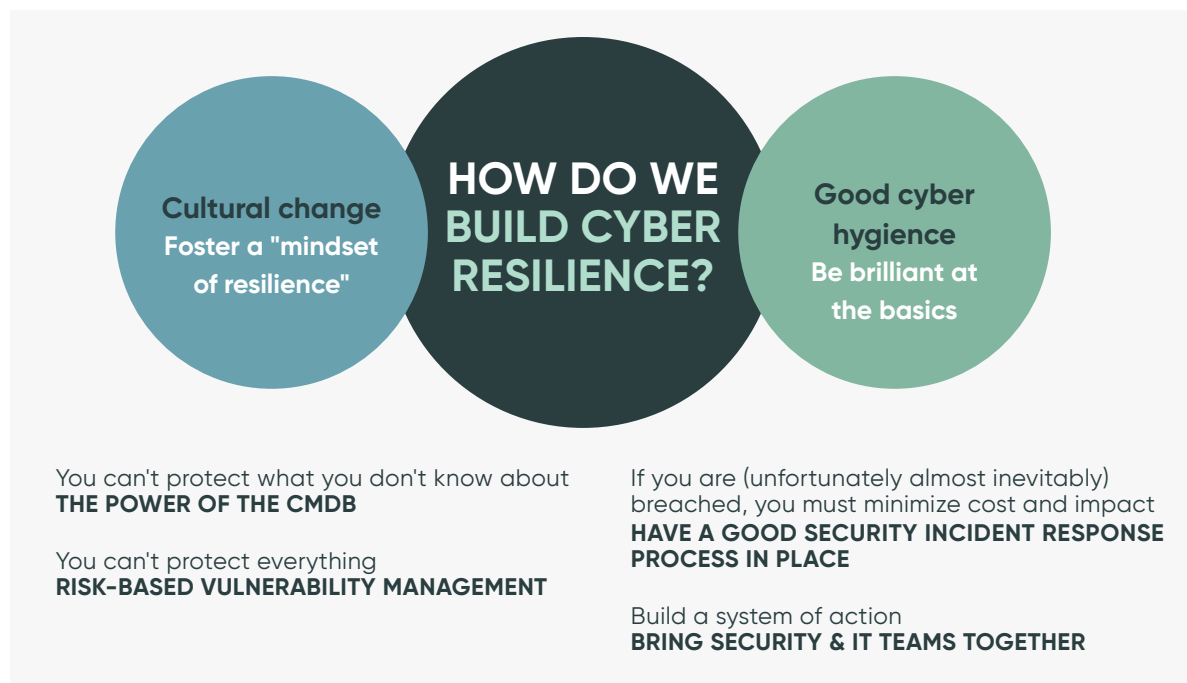 Cultural change
Foster a "mindset
of resilience"
HOW DO WE
BUILD CYBER
RESILIENCE?
Good cyber
hygience
Be brilliant at
the basics
You can't protect what you don't know about
THE POWER OF THE CMDB
You can't protect everything
RISK-BASED VULNERABILITY MANAGEMENT
If you are (unfortunately almost inevitably)
breached, you must minimize cost and impact
HAVE A GOOD SECURITY INCIDENT RESPONSE
PROCESS IN PLACE
Build a system of action
BRING SECURITY & IT TEAMS TOGETHER